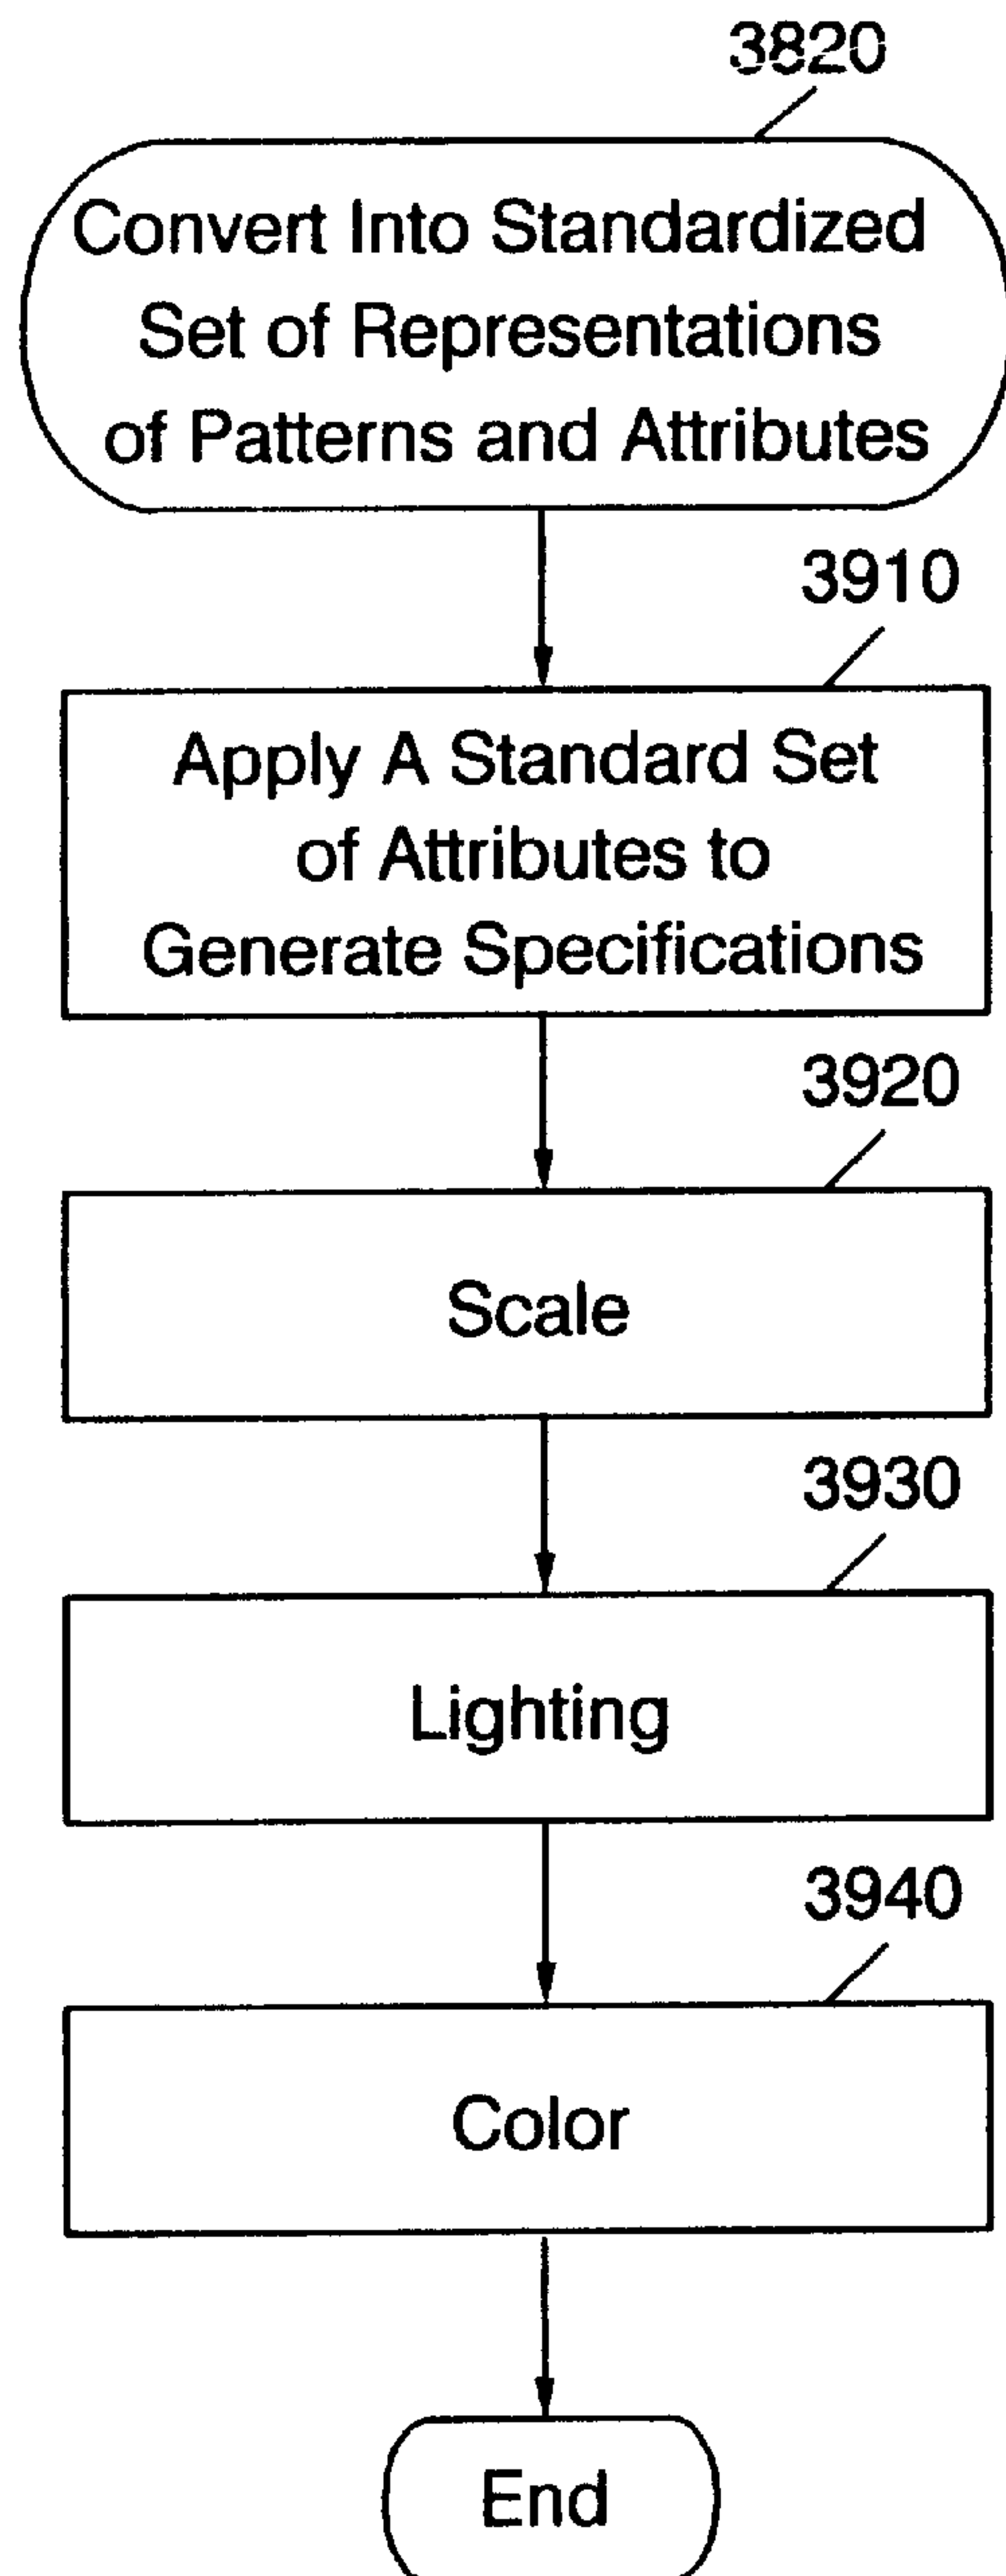 3820
Convert Into Standardized
Set of Representations
of Patterns and Attributes
3910
Apply A Standard Set
of Attributes to
Generate Specifications
3920
Scale
3930
Lighting
3940
Color
End